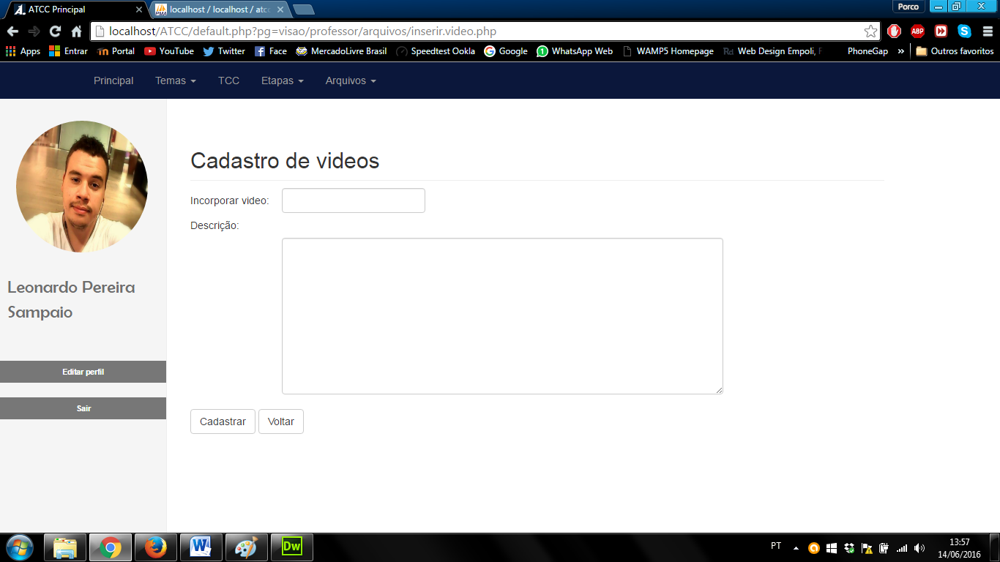 ATCC Principal
localhost / localhost / atcc
Porco
localhost/ATCC/default.php?pg=visao/professor/arquivos/inserir.video.php
ABP
Apps Entrar Portal YouTube Twitter Face MercadoLivre Brasil Speedtest Ookla Google WhatsApp Web WAMP5 Homepage Rd Web Design Empoli, F PhoneGap » Outros favoritos
Principal Temas TCC Etapas Arquivos
Cadastro de videos
Incorporar video:
Descrição:
Leonardo Pereira
Sampaio
Editar perfil
Sair
Cadastrar Voltar
Dw
PT
13:57
14/06/2016